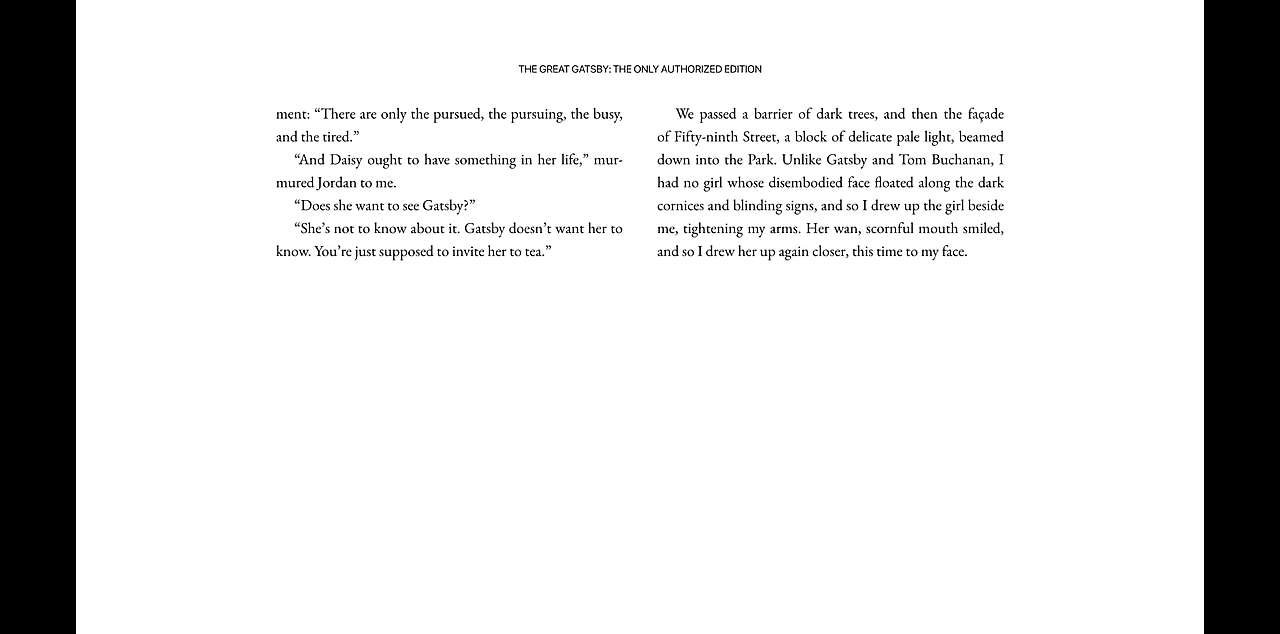 THE GREAT GATSBY: THE ONLY AUTHORIZED EDITION
ment: “There are only the pursued, the pursuing, the busy,
and the tired.”
“And Daisy ought to have something in her life,” mur-
mured Jordan to me.
“Does she want to see Gatsby?”
“She’s not to know about it. Gatsby doesn’t want her to
know. You’re just supposed to invite her to tea.”
We passed a barrier of dark trees, and then the façade
of Fifty-ninth Street, a block of delicate pale light, beamed
down into the Park. Unlike Gatsby and Tom Buchanan, I
had no girl whose disembodied face floated along the dark
cornices and blinding signs, and so I drew up the girl beside
me, tightening my arms. Her wan, scornful mouth smiled,
and so I drew her up again closer, this time to my face.